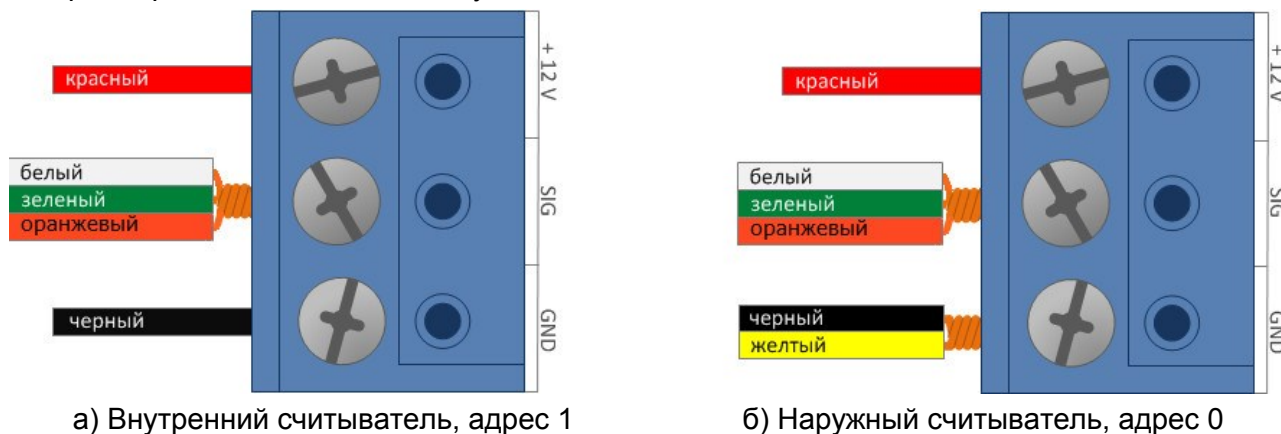 красный
белый
зеленый
оранжевый
черный
+ 12 V
SIG
GND
а) Внутренний считыватель, адрес 1
красный
белый
зеленый
оранжевый
черный
желтый
+ 12 V
SIG
GND
б) Наружный считыватель, адрес 0